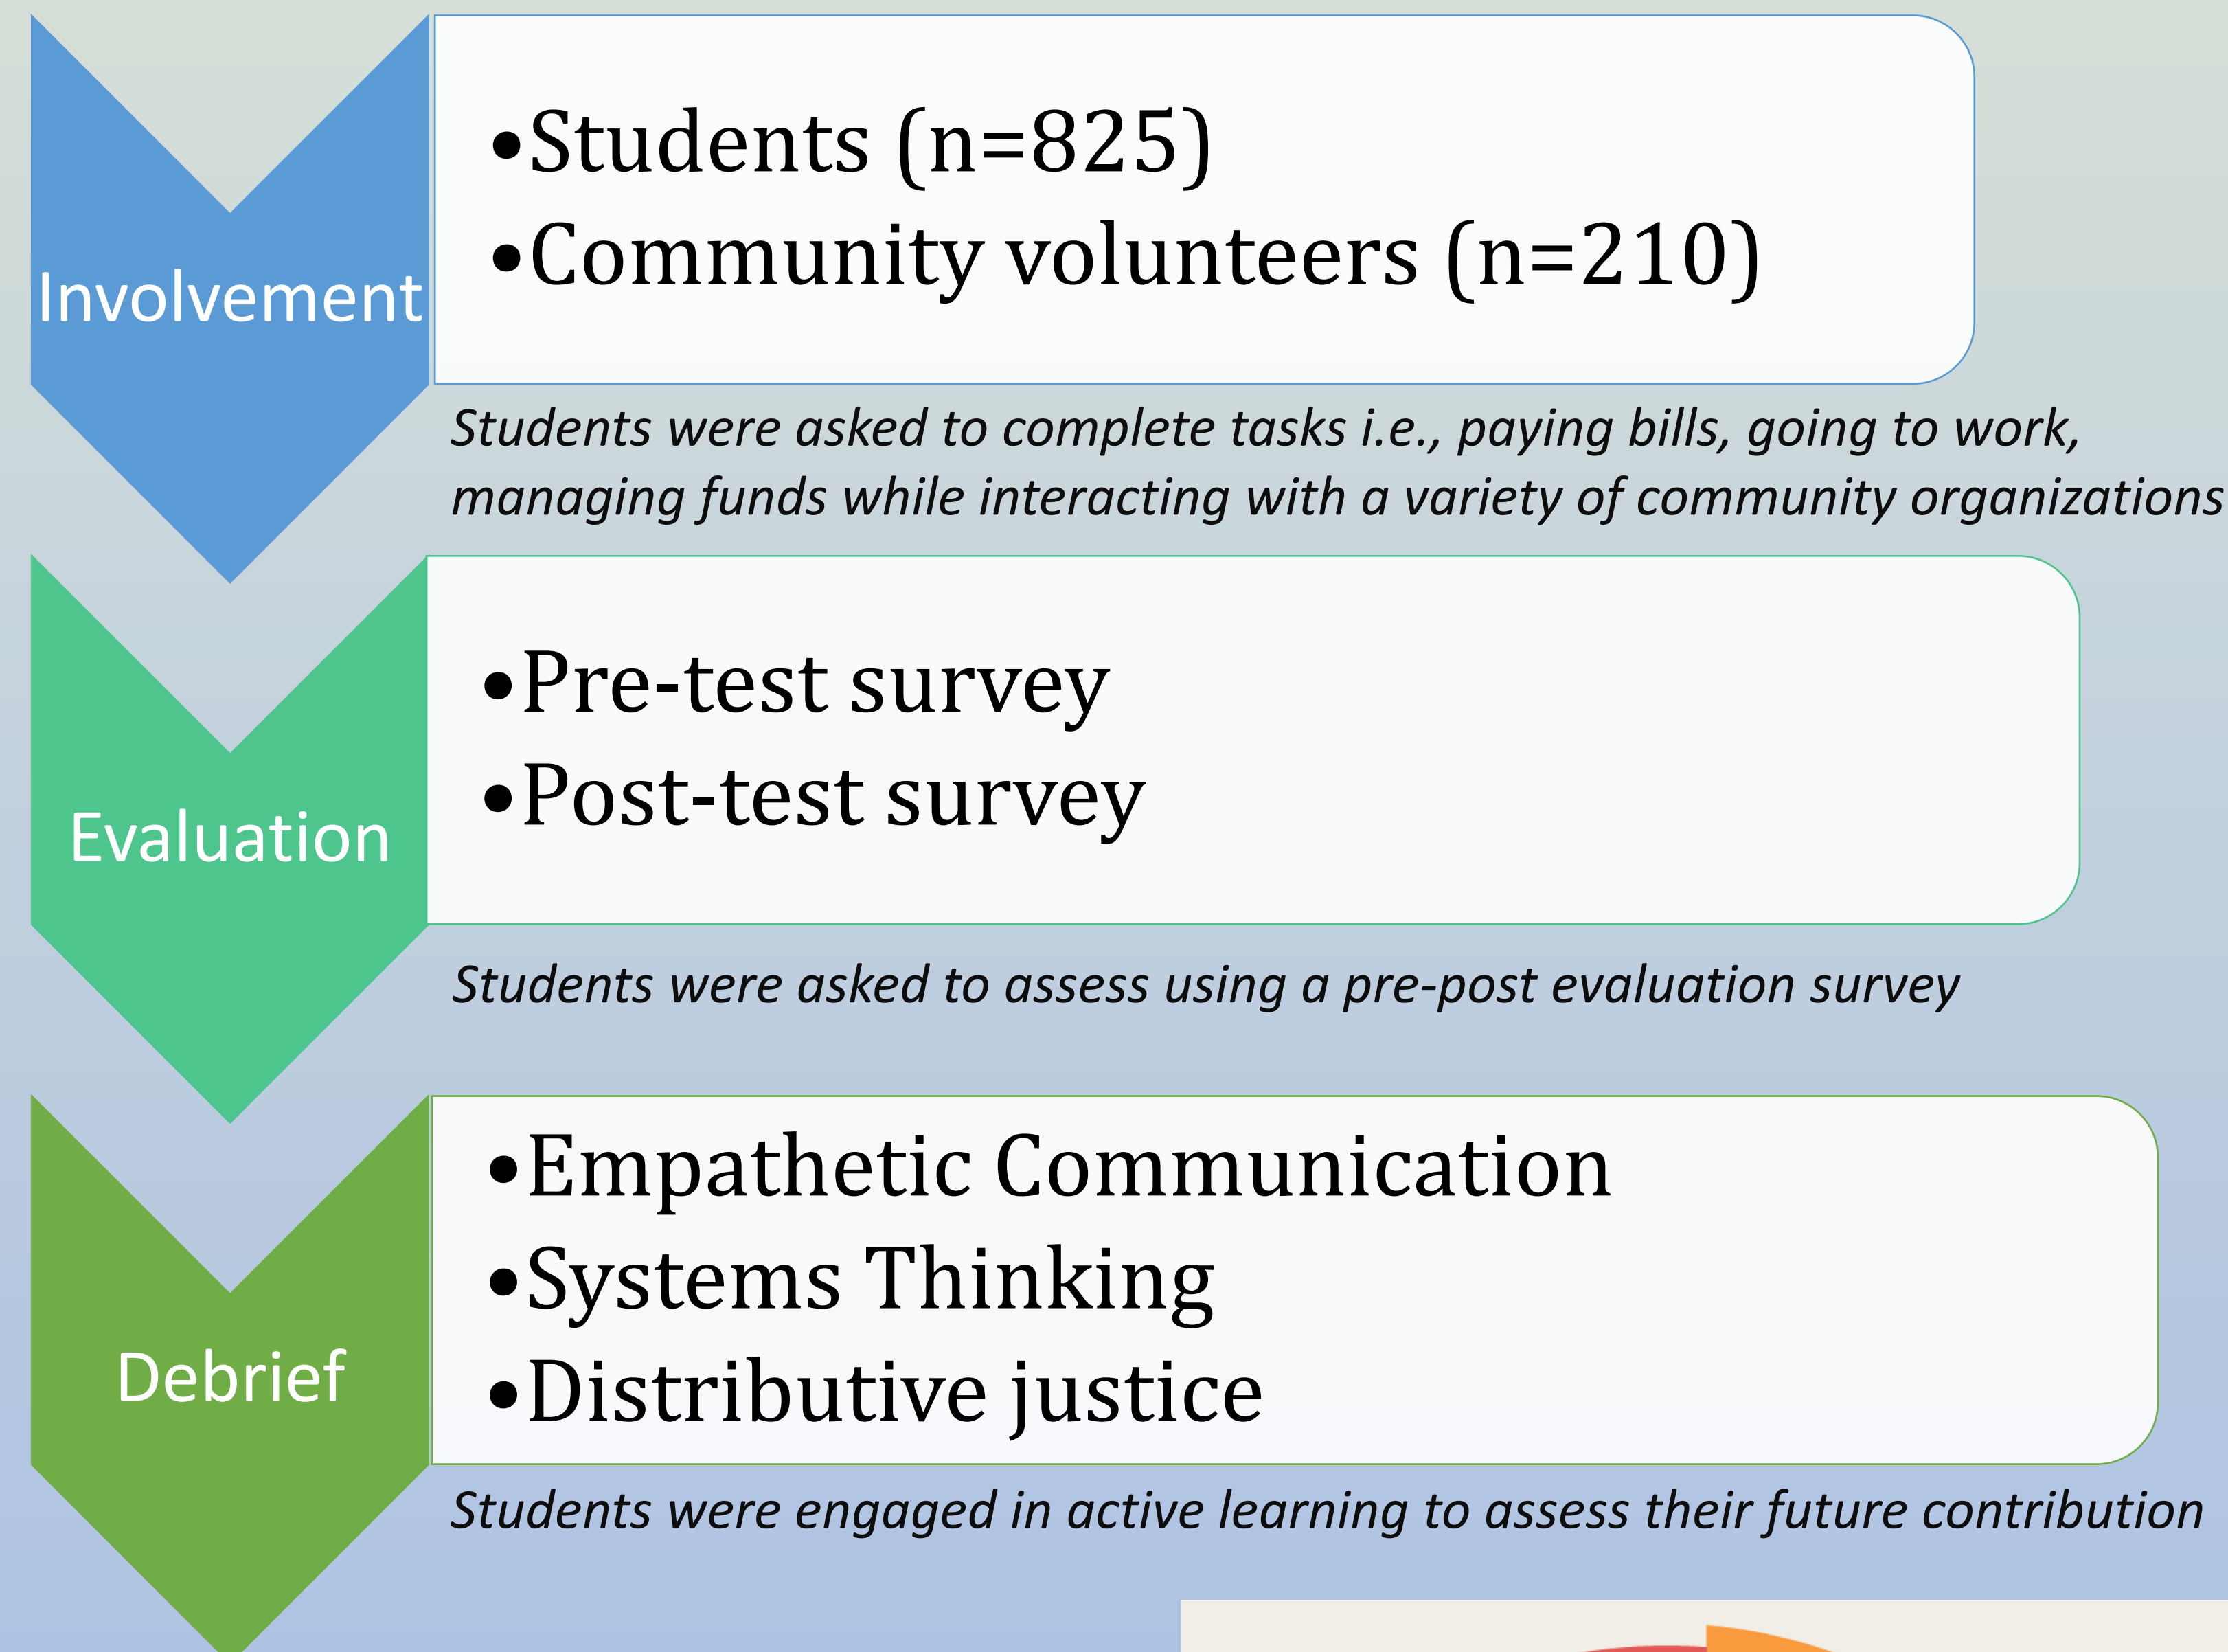 Involvement
•Students (n=825)
•Community volunteers (n=210)
Students were asked to complete tasks i.e., paying bills, going to work,
managing funds while interacting with a variety of community organizations
Evaluation
•Pre-test survey
•Post-test survey
Students were asked to assess using a pre-post evaluation survey
Debrief
•Empathetic Communication
•Systems Thinking
•Distributive justice
Students were engaged in active learning to assess their future contribution